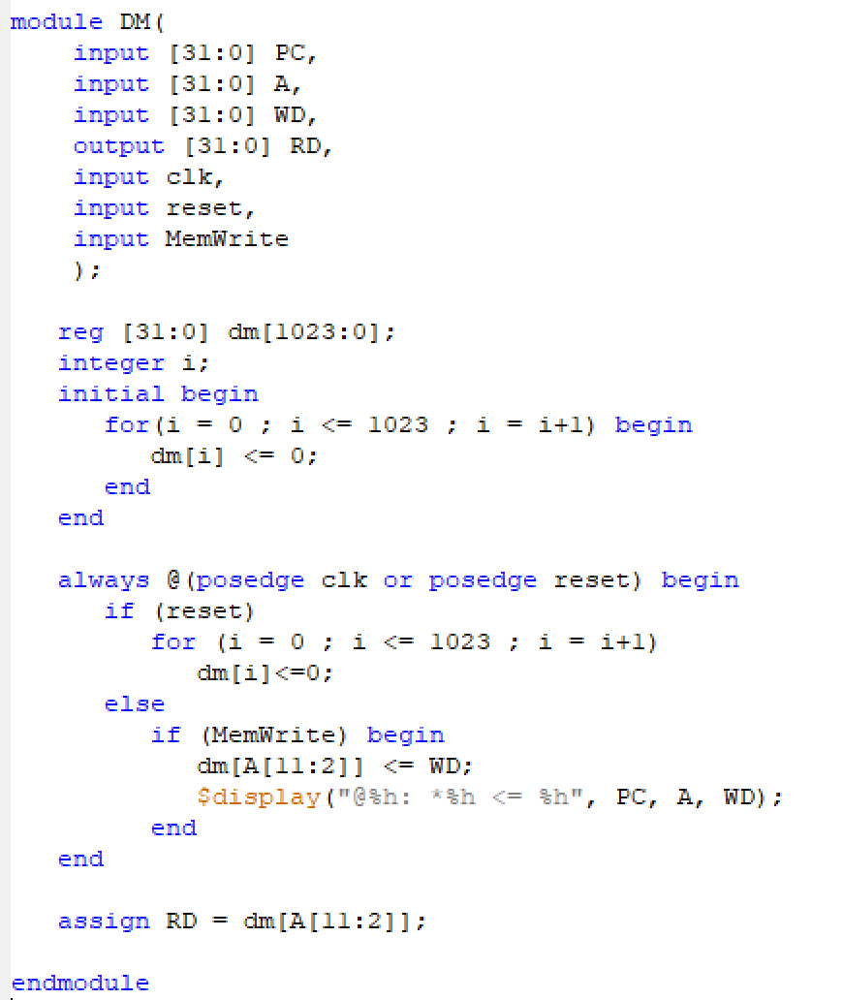 module DM(
input [31:0] PC,
input [31:0] A,
input [31:0] WD,
output [31:0] RD,
input clk,
input reset,
input MemWrite
);
reg [31:0] dm[1023:0];
integer i;
initial begin
for(i = 0 ; i <= 1023 ; i = i+1) begin
dm[i] <= 0;
end
end
always @(posedge clk or posedge reset) begin
if (reset)
for (i = 0 ; i <= 1023 ; i = i+1)
dm[i]<=0;
else
if (MemWrite) begin
dm[A[11:2]] <= WD;
$display("@%h: *%h <= %h", PC, A, WD);
end
end
assign RD = dm[A[11:2]];
endmodule